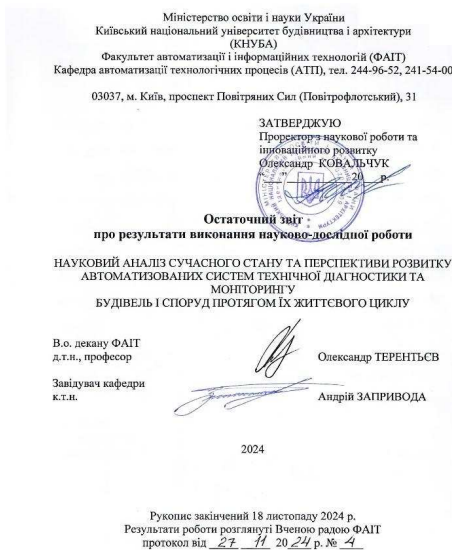 Міністерство освіти і науки України
Київський національний університет будівництва і архітектури
(КНУБА)
Факультет автоматизації і інформаційних технологій (ФАІТ)
Кафедра автоматизації технологічних процесів (АТП), тел. 244-96-52, 241-54-00
03037, м. Київ, проспект Повітряних Сил (Повітрофлотський), 31
ЗАТВЕРДЖУЮ
Проректор з наукової роботи та
інноваційного розвитку
Олександр КОВАЛЬЧУК
"__" 20 р.
Остаточний звіт
про результати виконання науково-дослідної роботи
НАУКОВИЙ АНАЛІЗ СУЧАСНОГО СТАНУ ТА ПЕРСПЕКТИВИ РОЗВИТКУ
АВТОМАТИЗОВАНИХ СИСТЕМ ТЕХНІЧНОЇ ДІАГНОСТИКИ ТА
МОНІТОРИНГУ
БУДІВЕЛЬ І СПОРУД ПРОТЯГОМ ЇХ ЖИТТЄВОГО ЦИКЛУ
В.о. декану ФАІТ
д.т.н., професор Олександр ТЕРЕНТЬЄВ
Завідувач кафедри
к.т.н. Андрій ЗАПРИВОДА
2024
Рукопис закінчений 18 листопаду 2024 р.
Результати роботи розглянуті Вченою радою ФАІТ
протокол від 27 11 20 24 р. № 4